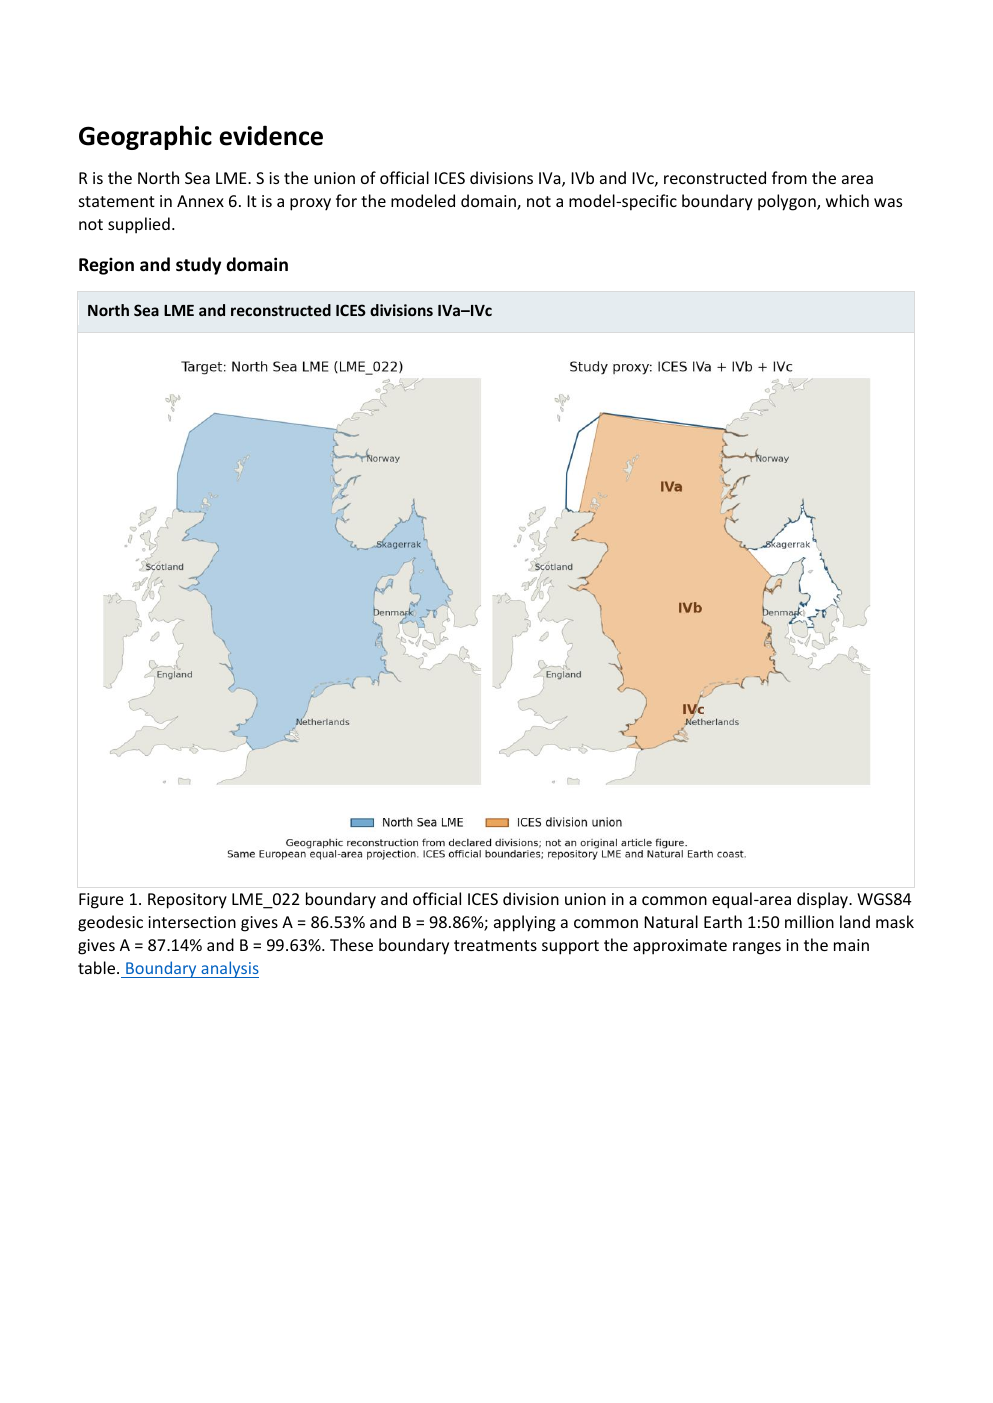 Geographic evidence
R is the North Sea LME. S is the union of official ICES divisions IVa, IVb and IVc, reconstructed from the area
statement in Annex 6. It is a proxy for the modeled domain, not a model-specific boundary polygon, which was
not supplied.
Region and study domain
North Sea LME and reconstructed ICES divisions IVa–IVc
Target: North Sea LME (LME_022)
Norway
Skagerrak
Scotland
Denmark
England
Netherlands
Study proxy: ICES IVa + IVb + IVc
Norway
IVa
Skagerrak
Scotland
IVb
Denmark
England
IVc
Netherlands
North Sea LME
ICES division union
Geographic reconstruction from declared divisions; not an original article figure.
Same European equal-area projection. ICES official boundaries; repository LME and Natural Earth coast.
Figure 1. Repository LME_022 boundary and official ICES division union in a common equal-area display. WGS84
geodesic intersection gives A = 86.53% and B = 98.86%; applying a common Natural Earth 1:50 million land mask
gives A = 87.14% and B = 99.63%. These boundary treatments support the approximate ranges in the main
table. Boundary analysis